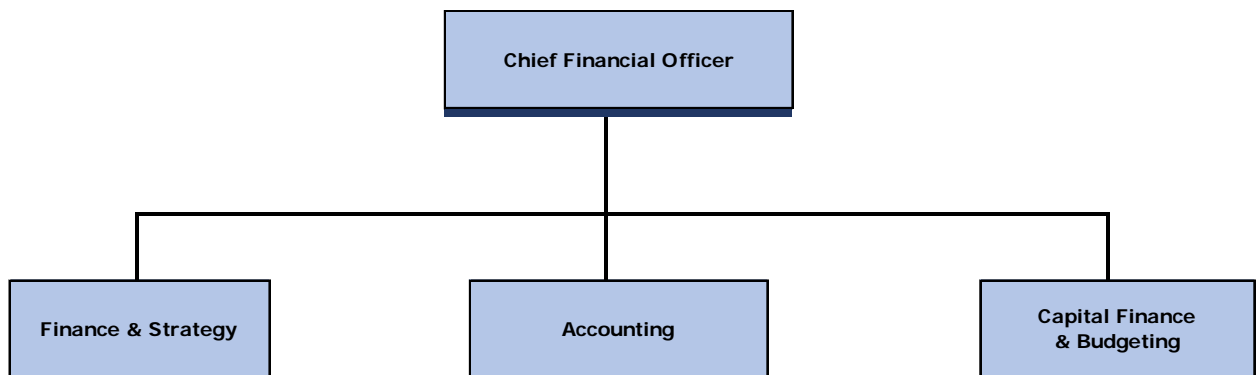 Chief Financial Officer
Finance & Strategy
Accounting
Capital Finance
& Budgeting